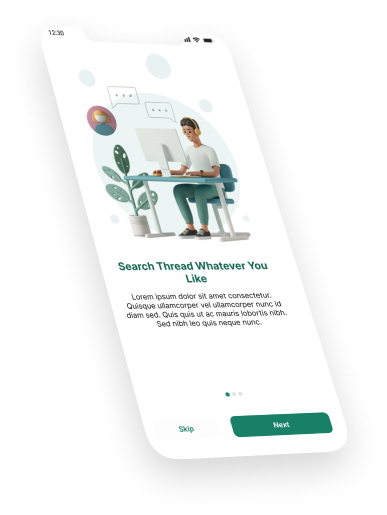 12:30
Search Thread Whatever You
Like
Lorem ipsum dolor sit amet consectetur.
Quisque ullamcorper vel ullamcorper nunc id
diam sed. Quis quis ut ac mauris lobortis nibh.
Sed nibh leo quis neque nunc.
Skip
Next